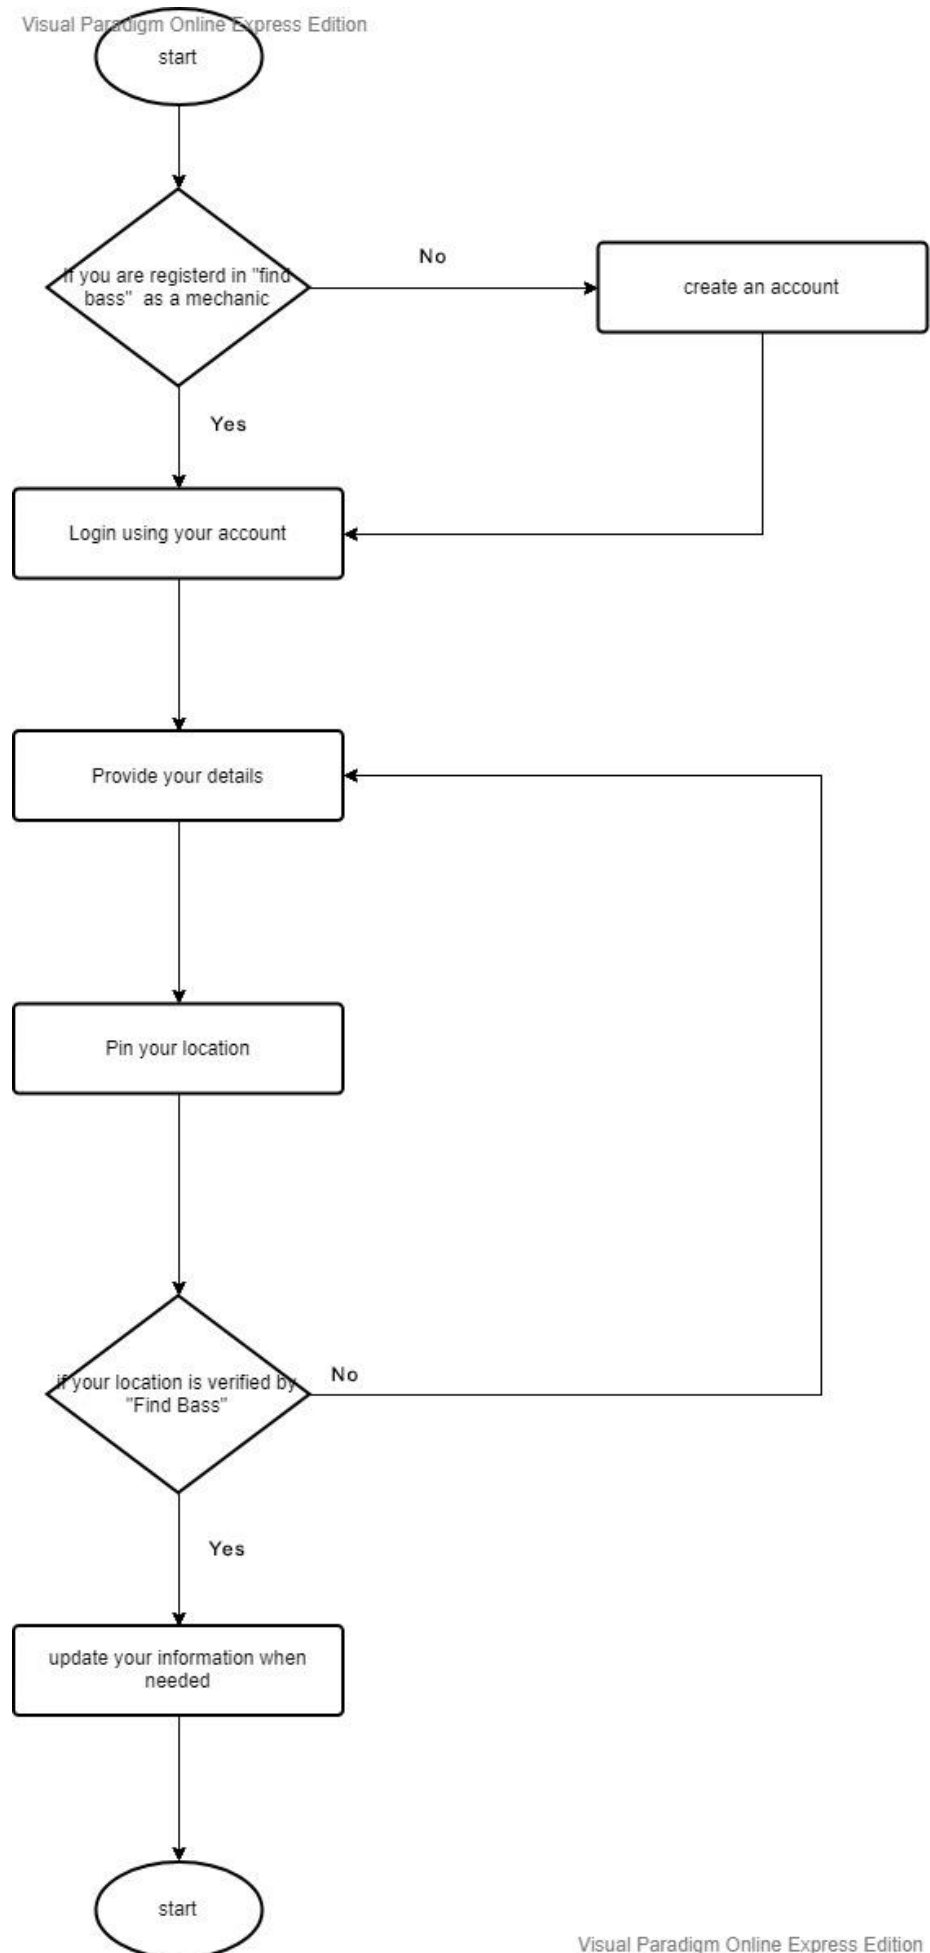 Visual Paradigm Online Express Edition
start
If you are registerd in "find
bass" as a mechanic
No
create an account
Yes
Login using your account
Provide your details
Pin your location
if your location is verified by
"Find Bass"
No
Yes
update your information when
needed
start
Visual Paradigm Online Express Edition